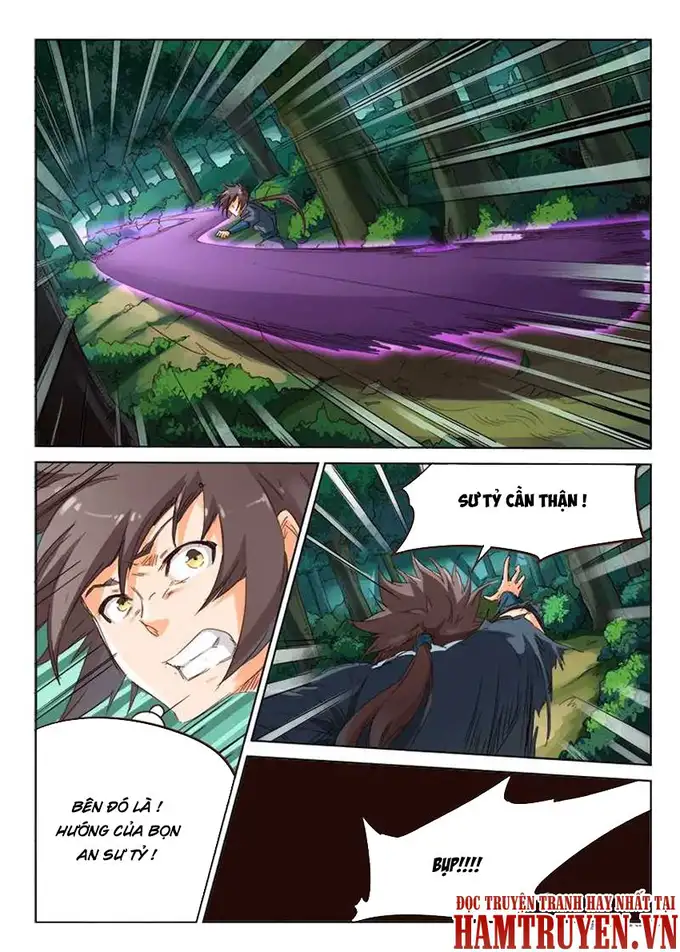 SƯ TỶ CẨN THẬN !
BÊN ĐÓ LÀ !
HƯỚNG CỦA BỌN
AN SƯ TỶ !
BỤP!!!!
ĐỌC TRUYỆN TRANH HAY NHẤT TẠI
HAMTRUYEN.VN